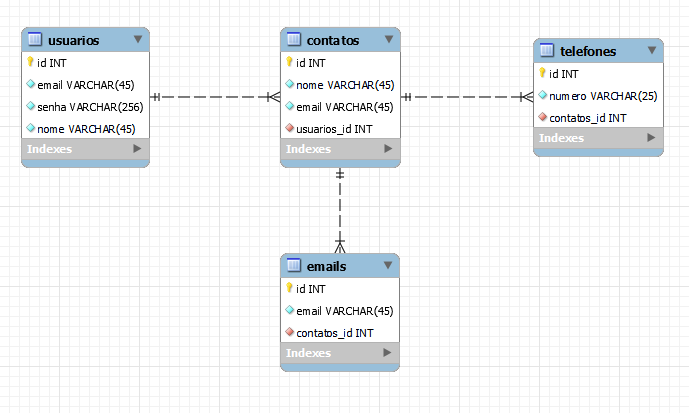 usuarios
id INT
email VARCHAR(45)
senha VARCHAR(256)
nome VARCHAR(45)
Indexes
contatos
id INT
nome VARCHAR(45)
email VARCHAR(45)
usuarios_id INT
Indexes
telefones
id INT
numero VARCHAR(25)
contatos_id INT
Indexes
emails
id INT
email VARCHAR(45)
contatos_id INT
Indexes